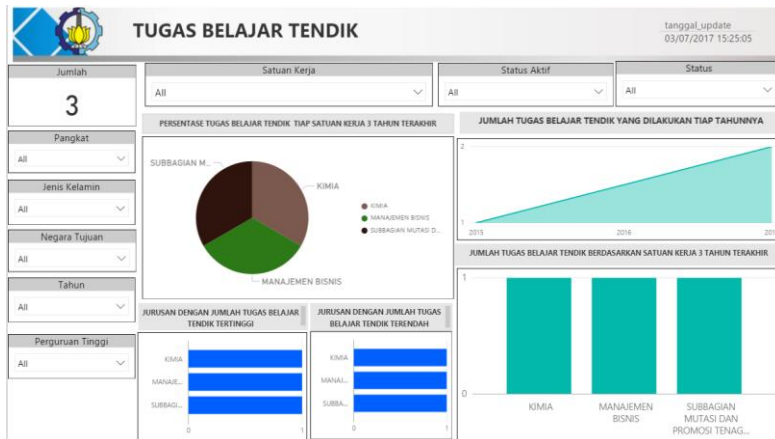 TUGAS BELAJAR TENDIK
tanggal_update
03/07/2017 15:25:05
Jumlah
3
Satuan Kerja
All
Status Aktif
All
Status
All
Pangkat
All
Jenis Kelamin
All
Negara Tujuan
All
Tahun
All
Perguruan Tinggi
All
PERSENTASE TUGAS BELAJAR TENDIK TIAP SATUAN KERJA 3 TAHUN TERAKHIR
SUBBAGIAN M...
KIMIA
MANAJEMEN BISNIS
KIMIA
MANAJEMEN BISNIS
SUBBAGIAN MUTASI D...
JUMLAH TUGAS BELAJAR TENDIK YANG DILAKUKAN TIAP TAHUNNYA
2
1
2015
2016
JURUSAN DENGAN JUMLAH TUGAS BELAJAR
TENDIK TERTINGGI
KIMIA
MANAJE...
SUBBAGI...
0
1
JURUSAN DENGAN JUMLAH TUGAS
BELAJAR TENDIK TERENDAH
KIMIA
MANAJ...
SUBBA...
0
1
JUMLAH TUGAS BELAJAR TENDIK BERDASARKAN SATUAN KERJA 3 TAHUN TERAKHIR
1
0
KIMIA
MANAJEMEN
BISNIS
SUBBAGIAN
MUTASI DAN
PROMOSI TENAG...